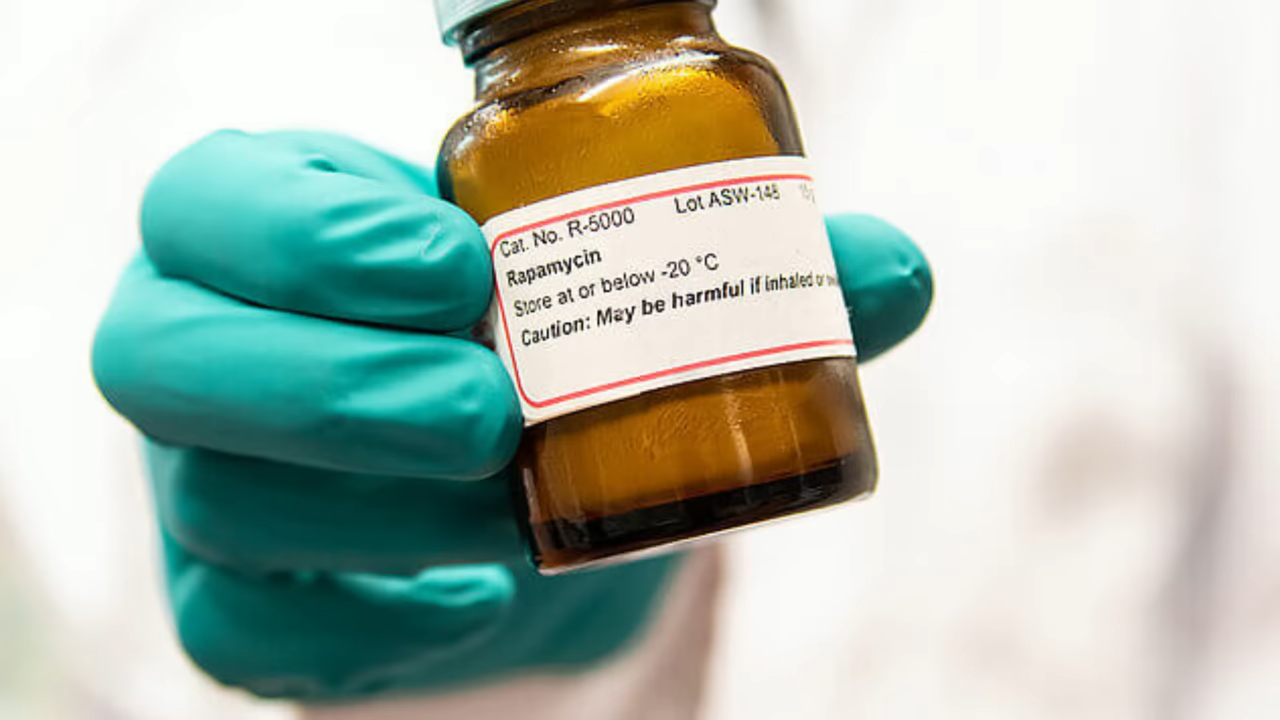 Cat. No. R-5000 Lot ASW-148
Rapamycin
Store at or below -20 °C
Caution: May be harmful if inhaled or